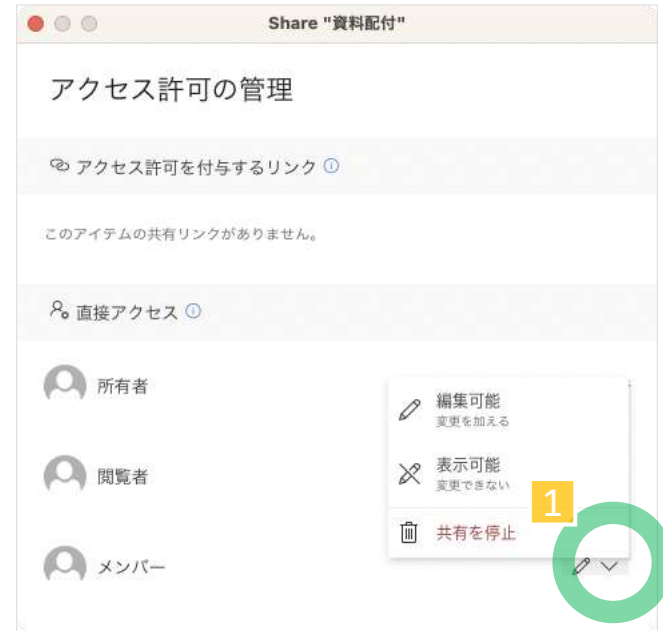 Share "資料配付"
アクセス許可の管理
アクセス許可を付与するリンク
このアイテムの共有リンクがありません。
直接アクセス
所有者
編集可能
変更を加える
閲覧者
表示可能
変更できない
1
共有を停止
メンバー